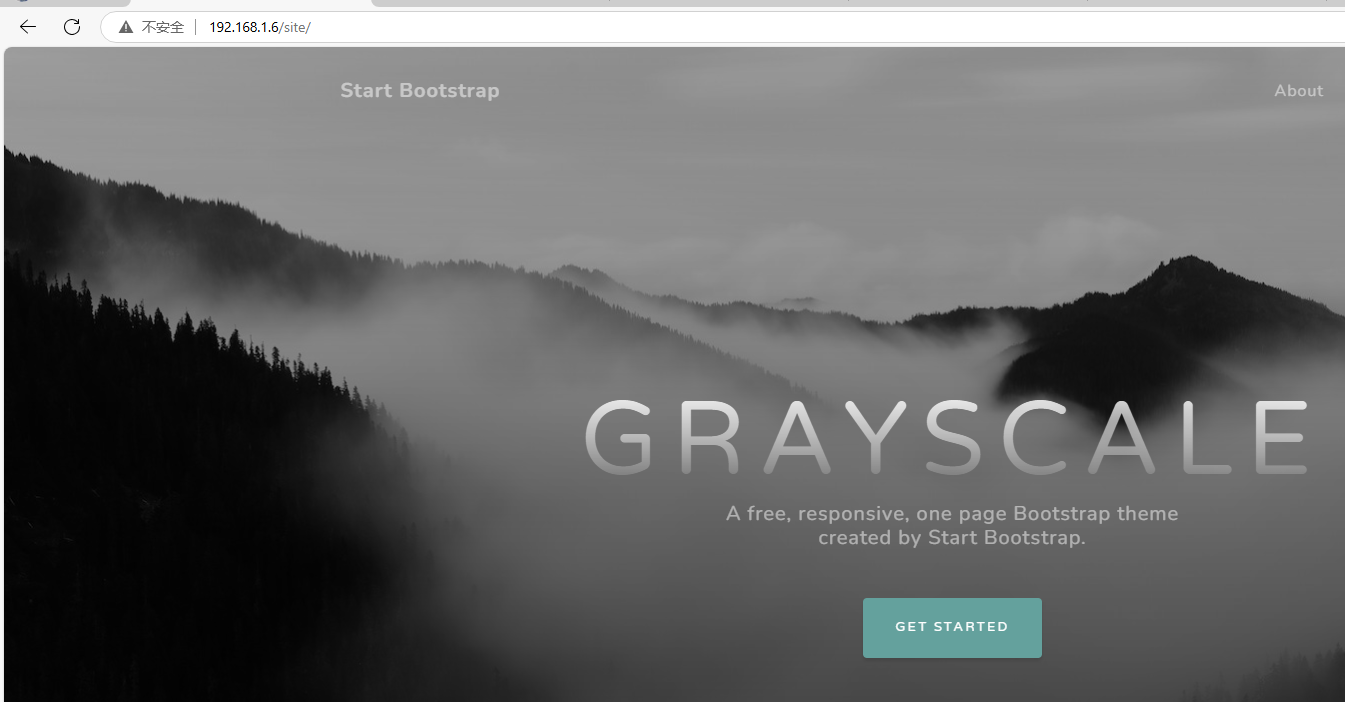 不安全 192.168.1.6/site/
Start Bootstrap
About
GRAYSCALE
A free, responsive, one page Bootstrap theme
created by Start Bootstrap.
GET STARTED